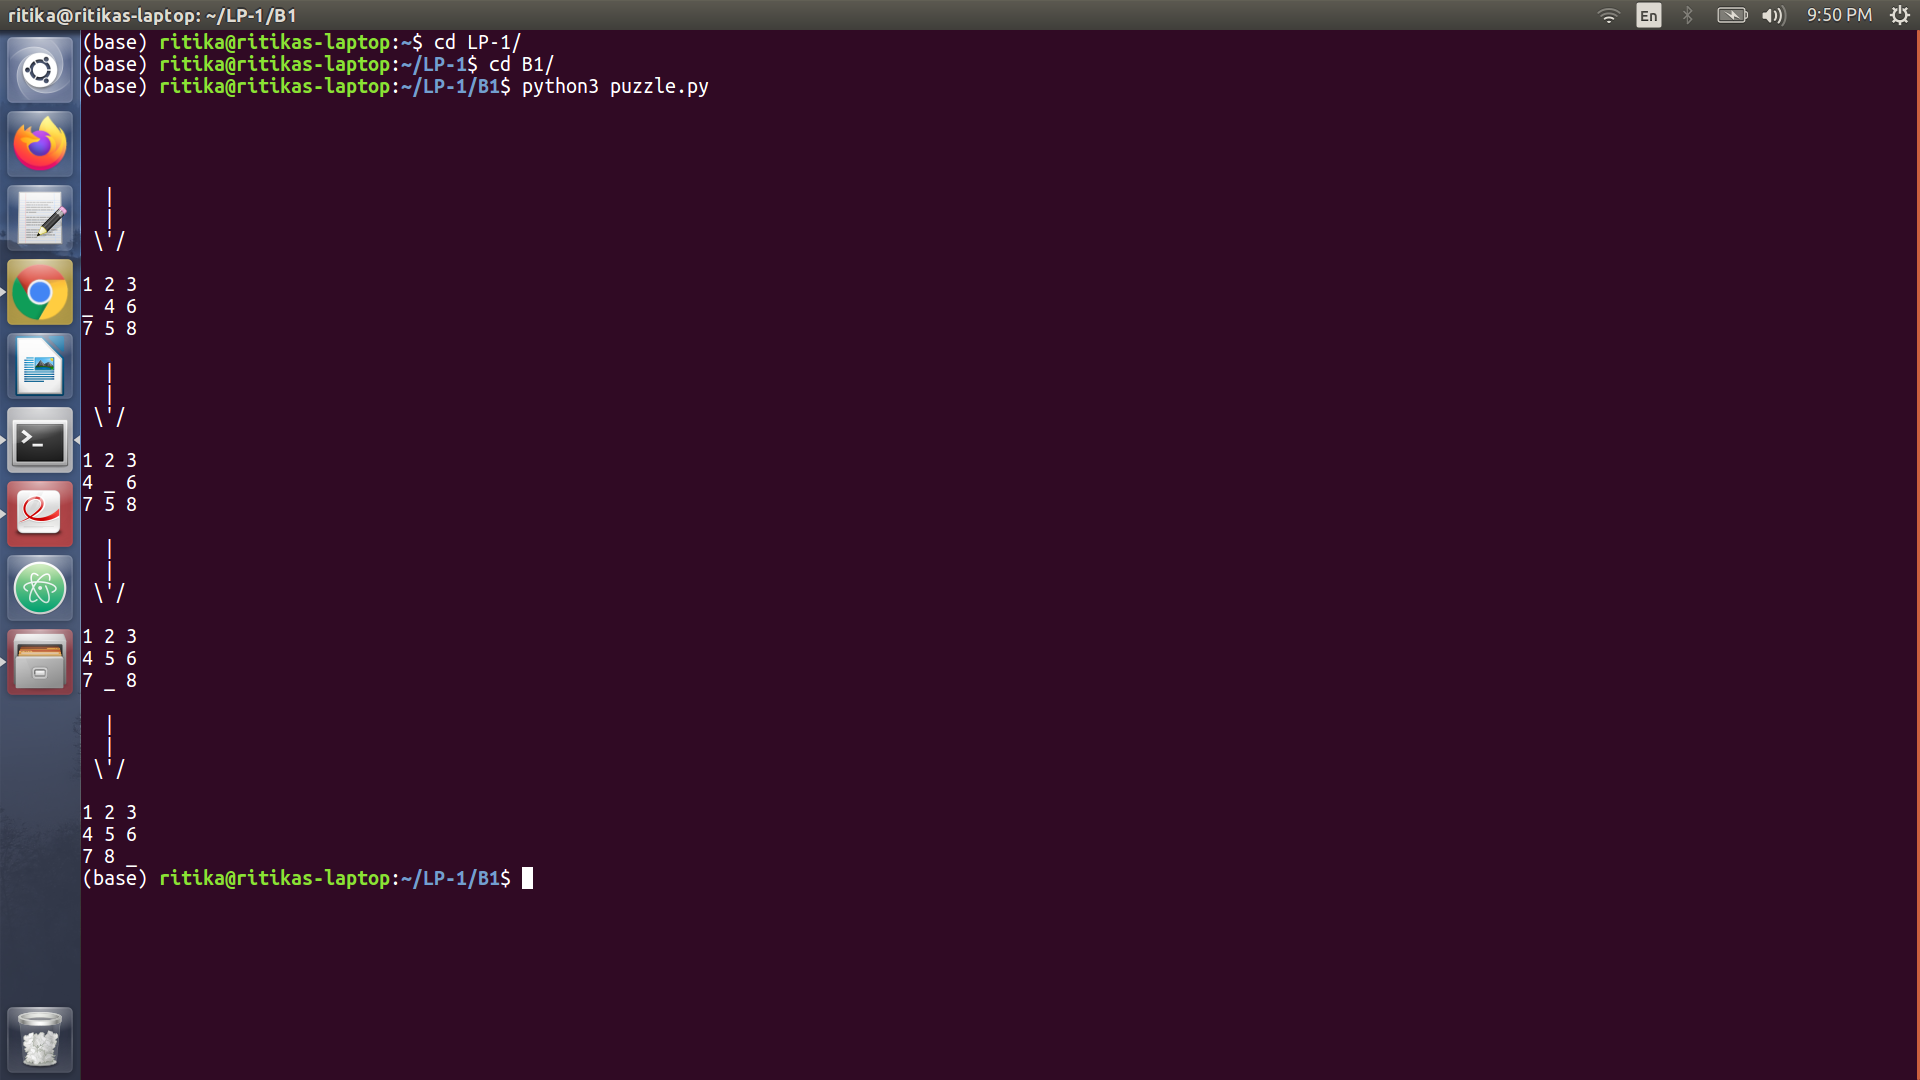 ritika@ritikas-laptop: ~/LP-1/B1
En
9:50 PM
(base) ritika@ritikas-laptop:~$ cd LP-1/
(base) ritika@ritikas-laptop:~/LP-1$ cd B1/
(base) ritika@ritikas-laptop:~/LP-1/B1$ python3 puzzle.py
|
|
\'/
1 2 3
_ 4 6
7 5 8
|
|
\'/
1 2 3
4 _ 6
7 5 8
|
|
\'/
1 2 3
4 5 6
7 _ 8
|
|
\'/
1 2 3
4 5 6
7 8 _
(base) ritika@ritikas-laptop:~/LP-1/B1$